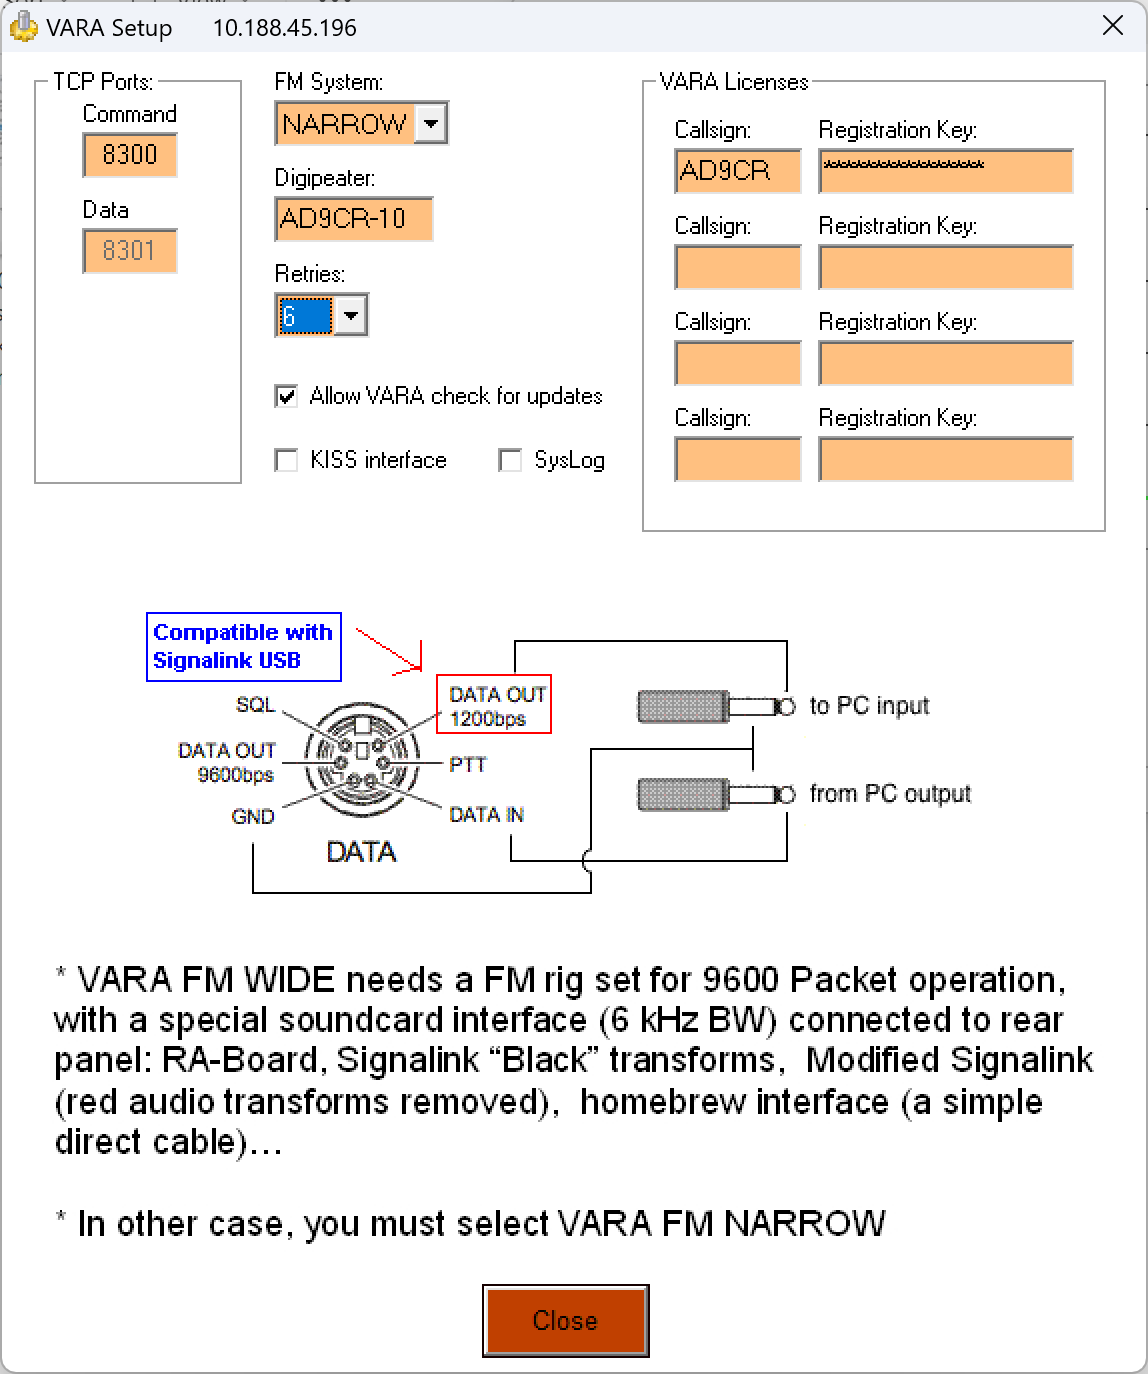 VARA Setup 10.188.45.196
TCP Ports:
Command
8300
Data
8301
FM System:
NARROW
Digipeater:
AD9CR-10
Retries:
6
Allow VARA check for updates
KISS interface
SysLog
VARA Licenses
Callsign: Registration Key:
AD9CR *****************
Callsign: Registration Key:
Callsign: Registration Key:
Callsign: Registration Key:
Compatible with
Signalink USB
SQL
DATA OUT
9600bps
GND
DATA OUT
1200bps
PTT
DATA IN
DATA
to PC input
from PC output
* VARA FM WIDE needs a FM rig set for 9600 Packet operation,
with a special soundcard interface (6 kHz BW) connected to rear
panel: RA-Board, Signalink “Black” transforms, Modified Signalink
(red audio transforms removed), homebrew interface (a simple
direct cable)...
* In other case, you must select VARA FM NARROW
Close